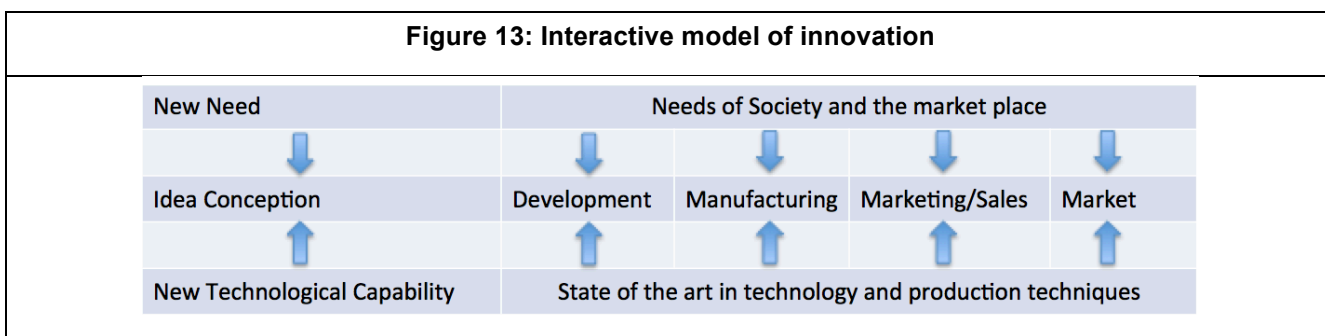 Figure 13: Interactive model of innovation
New Need Needs of Society and the market place
Idea Conception Development Manufacturing Marketing/Sales Market
New Technological Capability State of the art in technology and production techniques